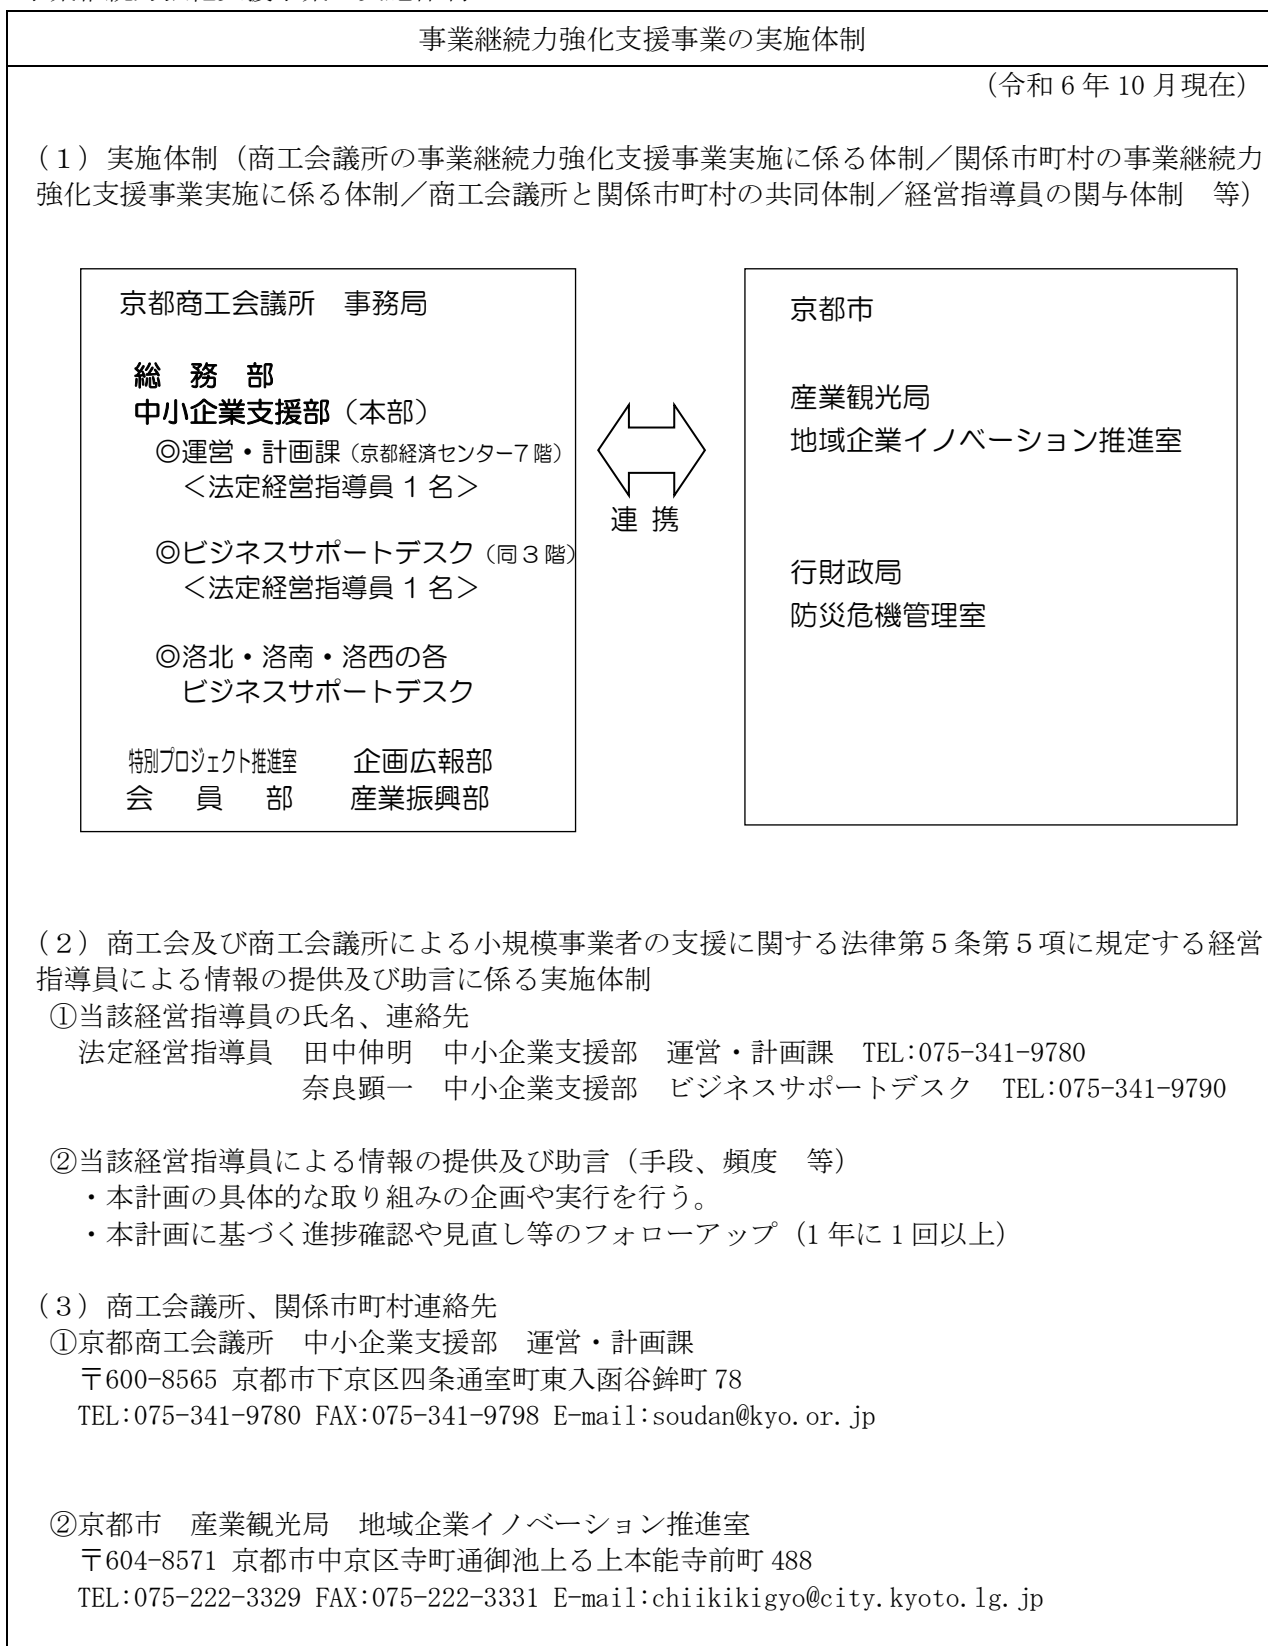 事業継続力強化支援事業の実施体制
（令和６年 10 月現在）
（１）実施体制（商工会議所の事業継続力強化支援事業実施に係る体制／関係市町村の事業継続力
強化支援事業実施に係る体制／商工会議所と関係市町村の共同体制／経営指導員の関与体制　等）
京都商工会議所　事務局
総　務　部
中小企業支援部（本部）
◎運営・計画課（京都経済センター７階）
＜法定経営指導員 1 名＞
◎ビジネスサポートデスク（同３階）
＜法定経営指導員 1 名＞
◎洛北・洛南・洛西の各
ビジネスサポートデスク
特別プロジェクト推進室　　企画広報部
会　員　部　　産業振興部
連 携
京都市
産業観光局
地域企業イノベーション推進室
行財政局
防災危機管理室
（２）商工会及び商工会議所による小規模事業者の支援に関する法律第５条第５項に規定する経営
指導員による情報の提供及び助言に係る実施体制
①当該経営指導員の氏名、連絡先
法定経営指導員　田中伸明　中小企業支援部　運営・計画課　TEL:075-341-9780
奈良顕一　中小企業支援部　ビジネスサポートデスク　TEL:075-341-9790
②当該経営指導員による情報の提供及び助言（手段、頻度　等）
・本計画の具体的な取り組みの企画や実行を行う。
・本計画に基づく進捗確認や見直し等のフォローアップ（1 年に 1 回以上）
（３）商工会議所、関係市町村連絡先
①京都商工会議所　中小企業支援部　運営・計画課
〒600-8565 京都市下京区四条通室町東入函谷鉾町 78
TEL:075-341-9780 FAX:075-341-9798 E-mail:soudan@kyo.or.jp
②京都市　産業観光局　地域企業イノベーション推進室
〒604-8571 京都市中京区寺町通御池上る上本能寺前町 488
TEL:075-222-3329 FAX:075-222-3331 E-mail:chiikikigyo@city.kyoto.lg.jp